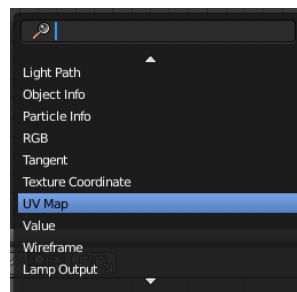 Light Path
Object Info
Particle Info
RGB
Tangent
Texture Coordinate
UV Map
Value
Wireframe
Lamp Output